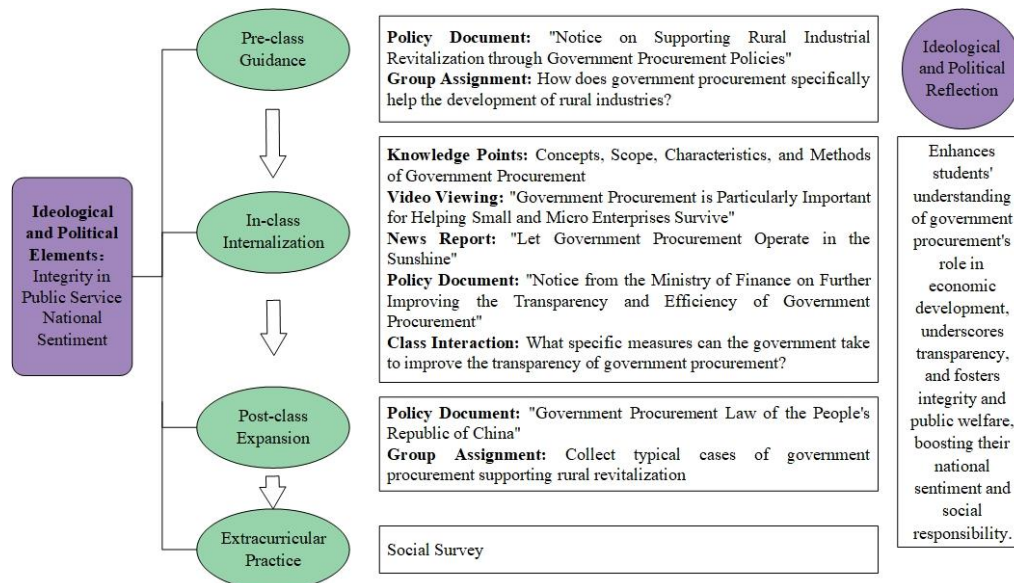 Ideological
and Political
Elements：
Integrity in
Public Service
National
Sentiment
Pre-class
Guidance
Policy Document: "Notice on Supporting Rural Industrial
Revitalization through Government Procurement Policies"
Group Assignment: How does government procurement specifically
help the development of rural industries?
In-class
Internalization
Knowledge Points: Concepts, Scope, Characteristics, and Methods
of Government Procurement
Video Viewing: "Government Procurement is Particularly Important
for Helping Small and Micro Enterprises Survive"
News Report: "Let Government Procurement Operate in the
Sunshine"
Policy Document: "Notice from the Ministry of Finance on Further
Improving the Transparency and Efficiency of Government
Procurement"
Class Interaction: What specific measures can the government take
to improve the transparency of government procurement?
Post-class
Expansion
Policy Document: "Government Procurement Law of the People's
Republic of China"
Group Assignment: Collect typical cases of government
procurement supporting rural revitalization
Extracurricular
Practice
Social Survey
Ideological
and Political
Reflection
Enhances
students'
understanding
of government
procurement's
role in
economic
development,
underscores
transparency,
and fosters
integrity and
public welfare,
boosting their
national
sentiment and
social
responsibility.